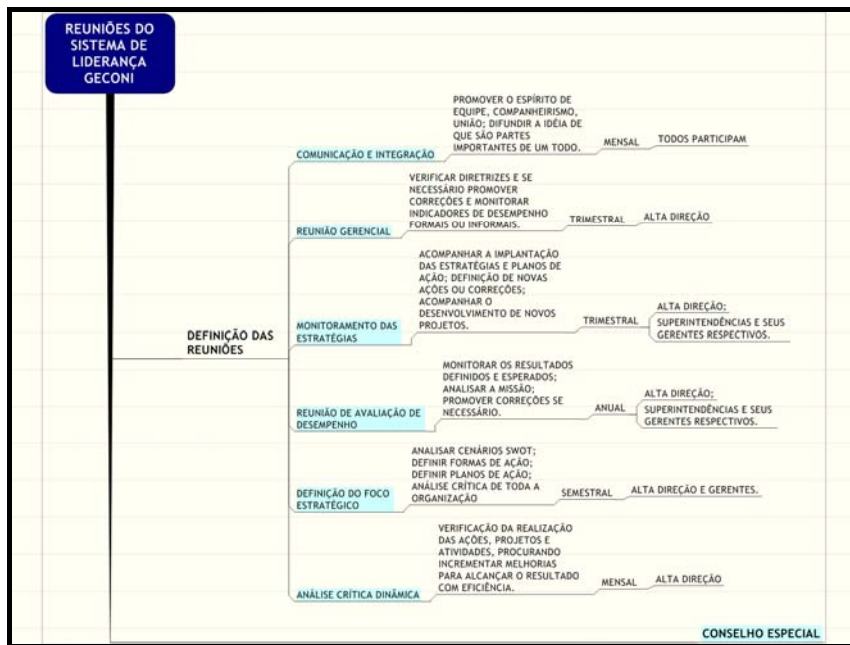 REUNIÕES DO
SISTEMA DE
LIDERANÇA
GECONI
DEFINIÇÃO DAS
REUNIÕES
COMUNICAÇÃO E INTEGRAÇÃO
PROMOVER O ESPÍRITO DE
EQUIPE, COMPANHEIRISMO,
UNIÃO; DIFUNDIR A IDÉIA DE
QUE SÃO PARTES
IMPORTANTES DE UM TODO.
MENSAL
TODOS PARTICIPAM
REUNIÃO GERENCIAL
VERIFICAR DIRETRIZES E SE
NECESSÁRIO PROMOVER
CORREÇÕES E MONITORAR
INDICADORES DE DESEMPENHO
FORMAIS OU INFORMAIS.
TRIMESTRAL
ALTA DIREÇÃO
MONITORAMENTO DAS
ESTRATÉGIAS
ACOMPANHAR A IMPLANTAÇÃO
DAS ESTRATÉGIAS E PLANOS DE
AÇÃO; DEFINIÇÃO DE NOVAS
AÇÕES OU CORREÇÕES;
ACOMPANHAR O
DESENVOLVIMENTO DE NOVOS
PROJETOS.
TRIMESTRAL
ALTA DIREÇÃO;
SUPERINTENDÊNCIAS E SEUS
GERENTES RESPECTIVOS.
REUNIÃO DE AVALIAÇÃO DE
DESEMPENHO
MONITORAR OS RESULTADOS
DEFINIDOS E ESPERADOS;
ANALISAR A MISSÃO;
PROMOVER CORREÇÕES SE
NECESSÁRIO.
ANUAL
ALTA DIREÇÃO;
SUPERINTENDÊNCIAS E SEUS
GERENTES RESPECTIVOS.
DEFINIÇÃO DO FOCO
ESTRATÉGICO
ANALISAR CENÁRIOS SWOT;
DEFINIR FORMAS DE AÇÃO;
DEFINIR PLANOS DE AÇÃO;
ANÁLISE CRÍTICA DE TODA A
ORGANIZAÇÃO
SEMESTRAL
ALTA DIREÇÃO E GERENTES.
ANÁLISE CRÍTICA DINÂMICA
VERIFICAÇÃO DA REALIZAÇÃO
DAS AÇÕES, PROJETOS E
ATIVIDADES, PROCURANDO
INCREMENTAR MELHORIAS
PARA ALCANÇAR O RESULTADO
COM EFICIÊNCIA.
MENSAL
ALTA DIREÇÃO
CONSELHO ESPECIAL